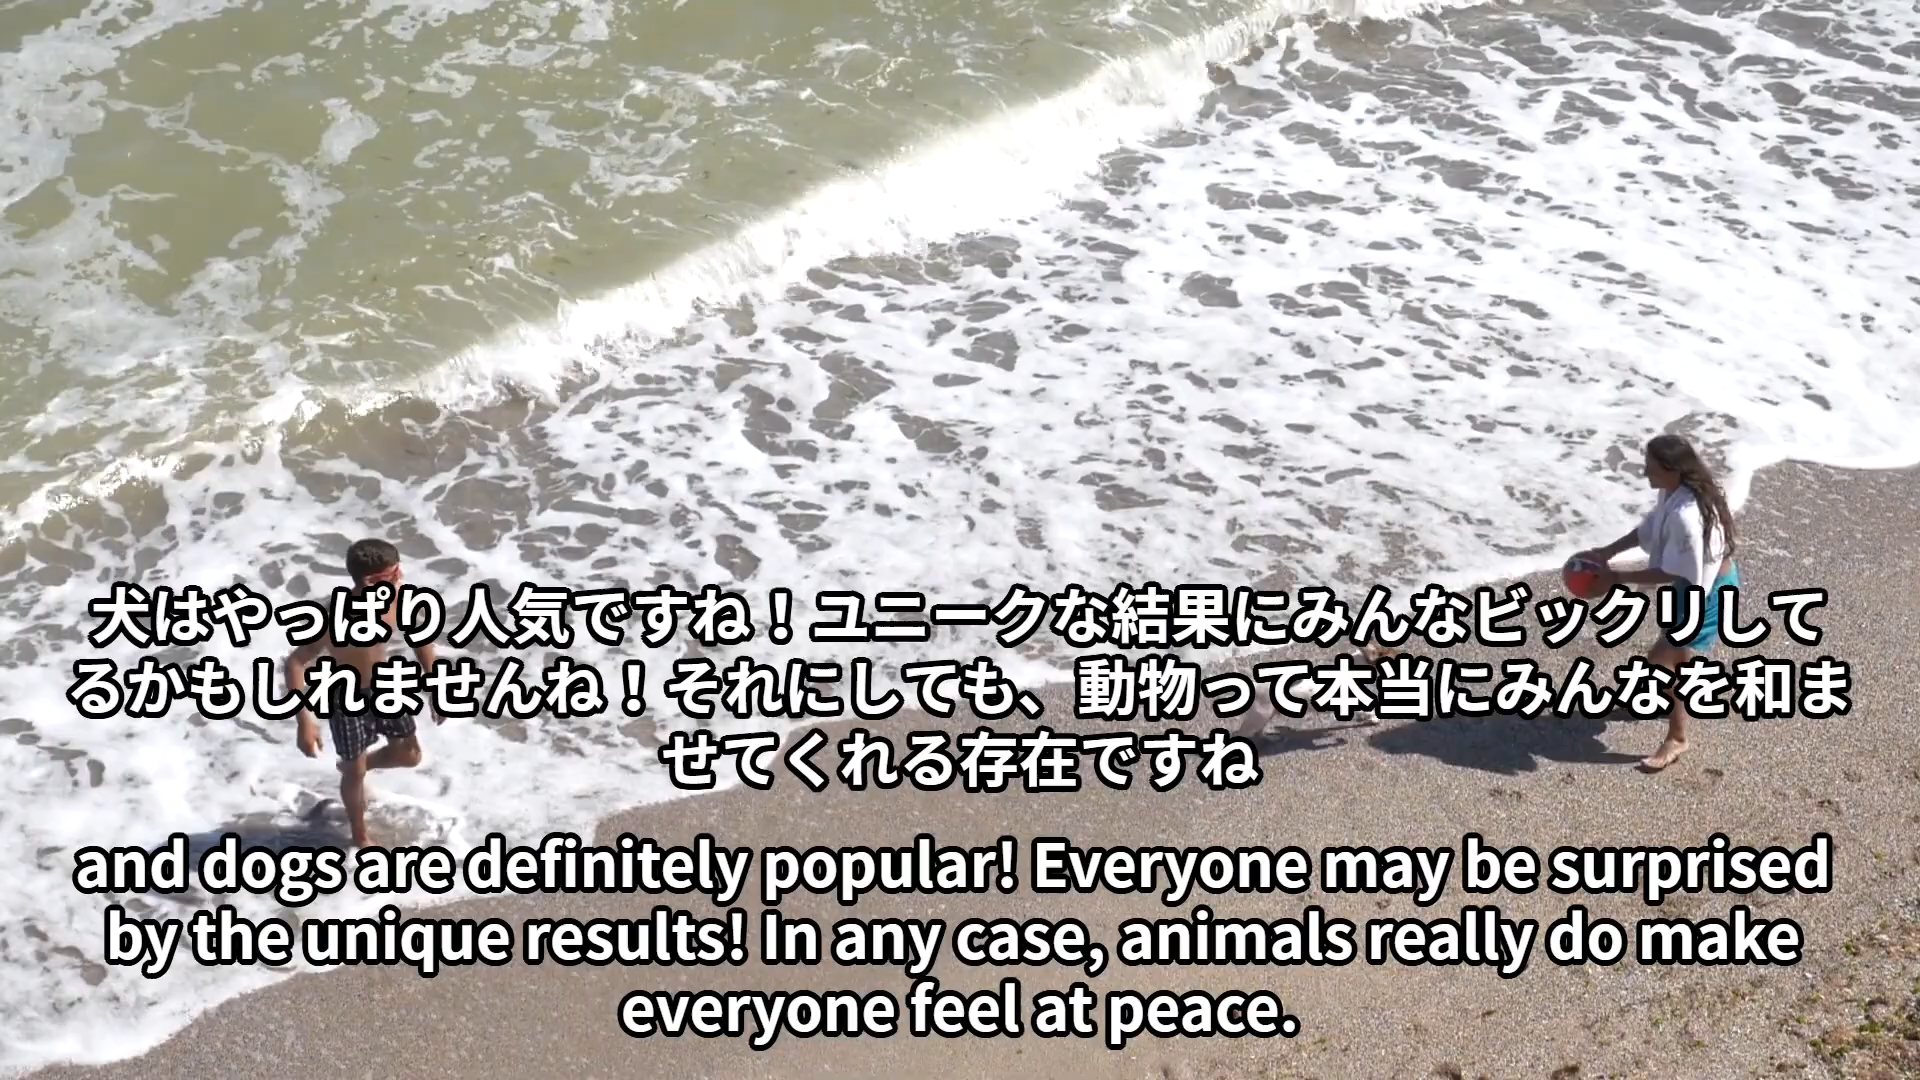 犬はやっぱり人気ですね！ユニークな結果にみんなビックリして
るかもしれませんね！それにしても、動物って本当にみんなを和ま
せてくれる存在ですね
and dogs are definitely popular! Everyone may be surprised
by the unique results! In any case, animals really do make
everyone feel at peace.